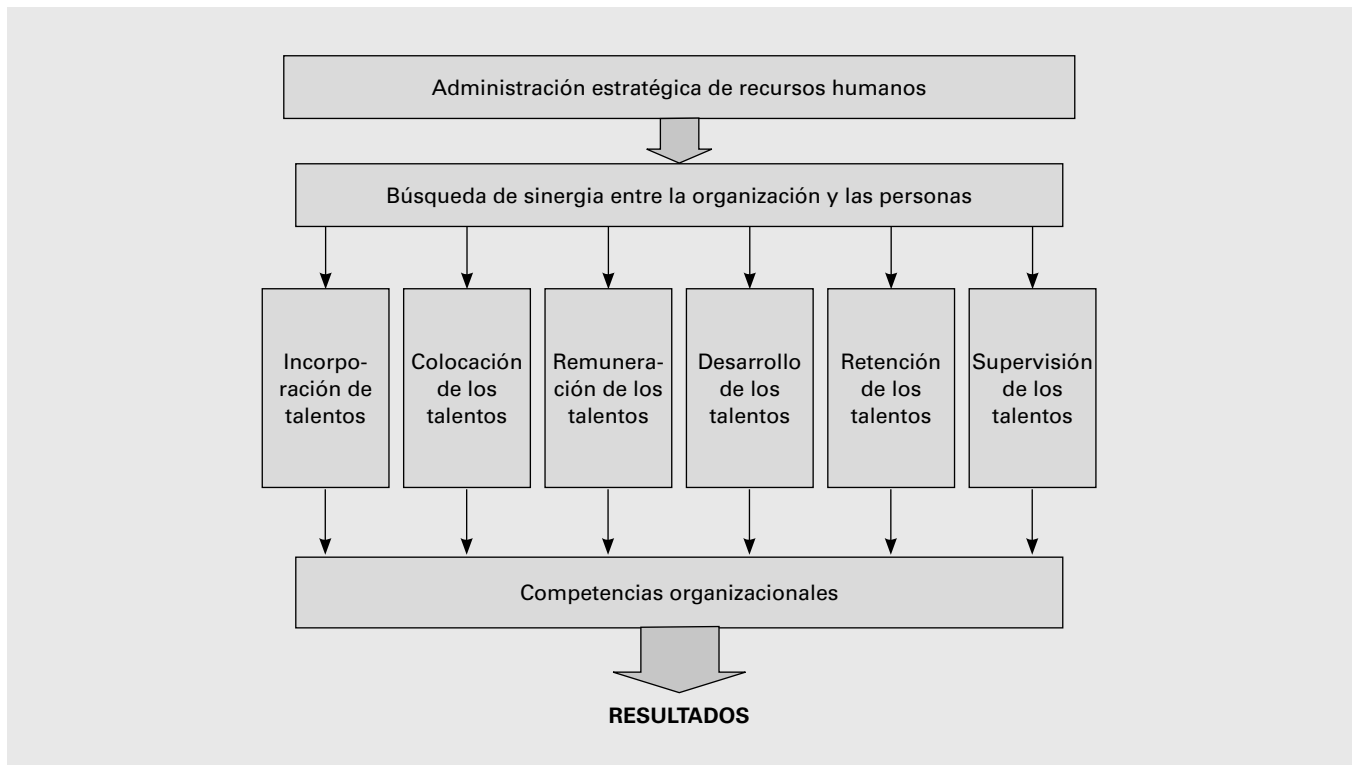 Administración estratégica de recursos humanos
Búsqueda de sinergia entre la organización y las personas
Incorpo-
ración de
talentos
Colocación
de los
talentos
Remunera-
ción de los
talentos
Desarrollo
de los
talentos
Retención
de los
talentos
Supervisión
de los
talentos
Competencias organizacionales
RESULTADOS